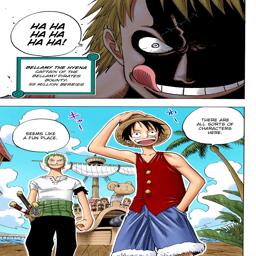 HA HA
HA HA
HA HA!
BELLAMY THE HYENA
CAPTAIN OF THE
BELLAMY PIRATES
BOUNTY:
55 MILLION BERRIES
THERE
ARE ALL
SORTS OF
CHARACTERS
HERE.
SEEMS LIKE
A FUN PLACE.